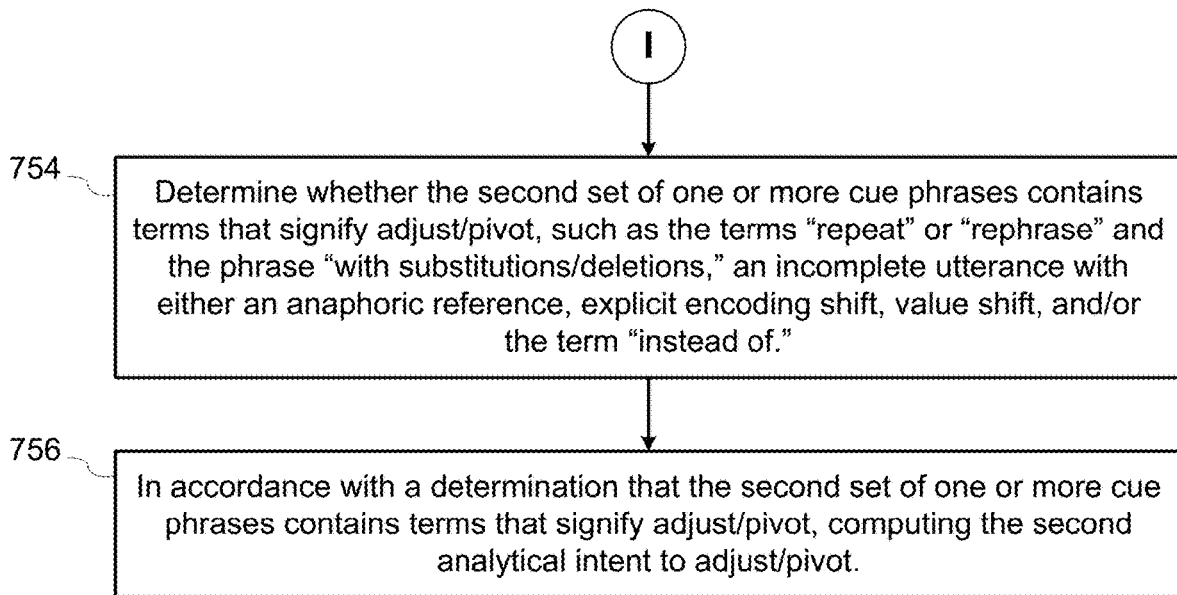 I
754
Determine whether the second set of one or more cue phrases contains
terms that signify adjust/pivot, such as the terms “repeat” or “rephrase” and
the phrase “with substitutions/deletions,” an incomplete utterance with
either an anaphoric reference, explicit encoding shift, value shift, and/or
the term “instead of.”
756
In accordance with a determination that the second set of one or more cue
phrases contains terms that signify adjust/pivot, computing the second
analytical intent to adjust/pivot.